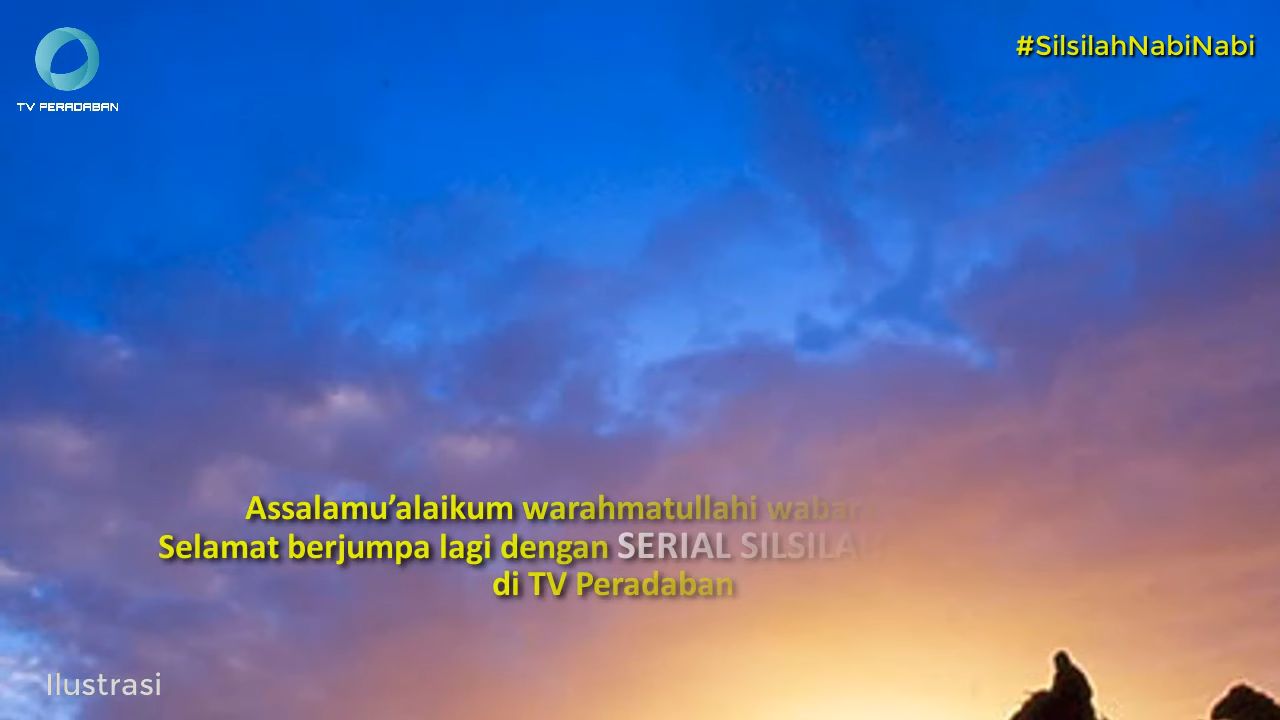 TV PERADABAN
#SilsilahNabiNabi
Assalamu’alaikum warahmatullahi
Selamat berjumpa lagi dengan SERIAL
di TV Peradaban
Ilustrasi